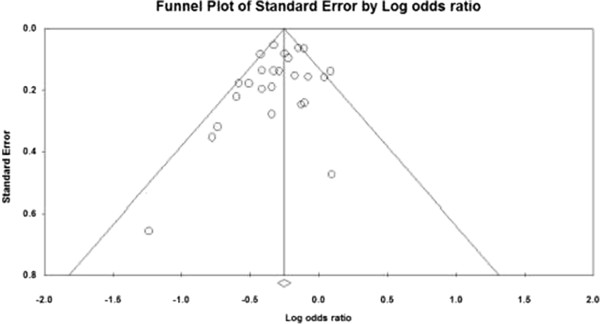 Funnel Plot of Standard Error by Log odds ratio
Standard Error
0.0
0.2
0.4
0.6
0.8
-2.0 -1.5 -1.0 -0.5 0.0 0.5 1.0 1.5 2.0
Log odds ratio